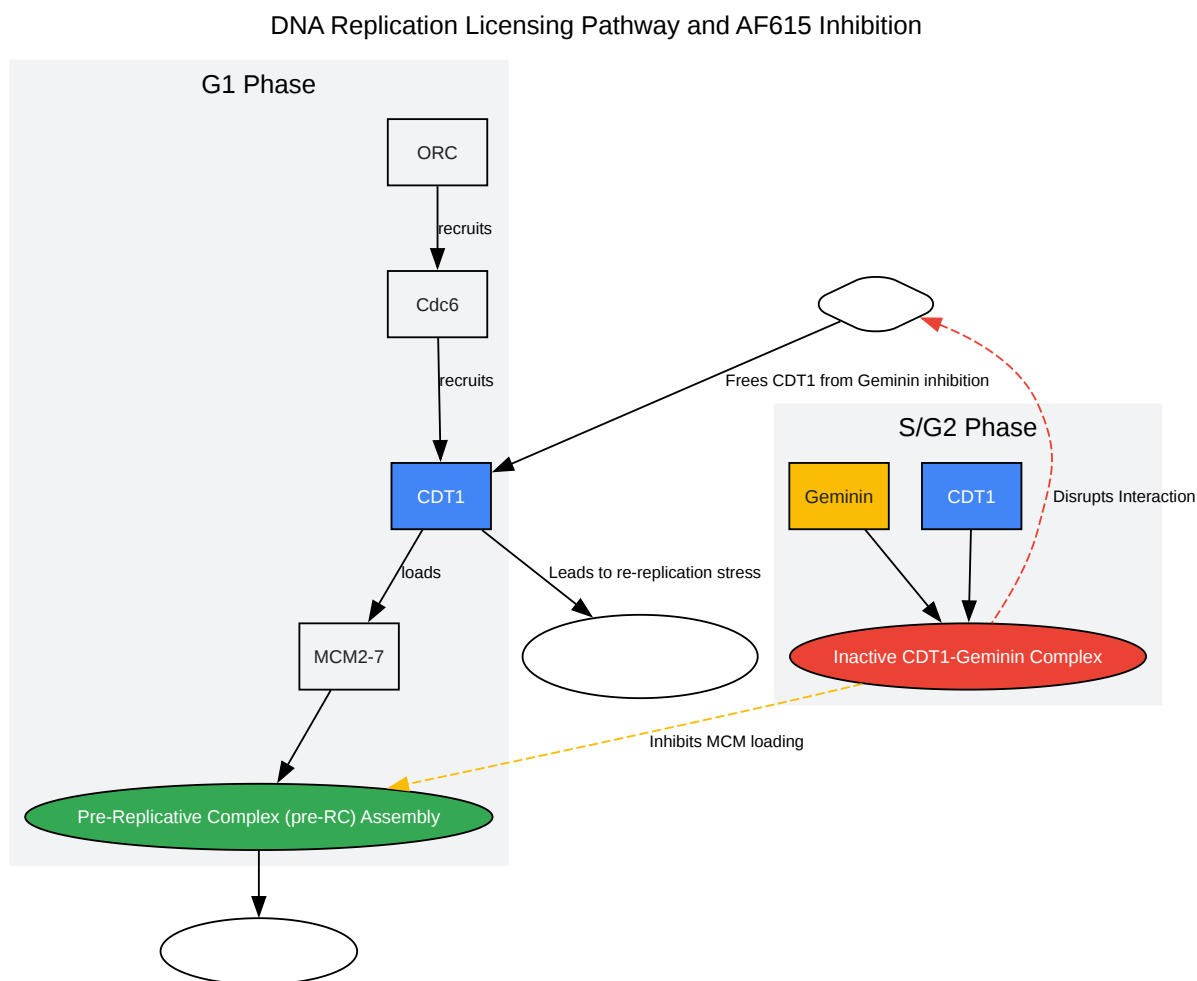 DNA Replication Licensing Pathway and AF615 Inhibition
G1 Phase
ORC
recruits
Cdc6
recruits
Frees CDT1 from Geminin inhibition
S/G2 Phase
CDT1
Geminin
CDT1
Disrupts Interaction
loads
Leads to re-replication stress
MCM2-7
Inactive CDT1-Geminin Complex
Inhibits MCM loading
Pre-Replicative Complex (pre-RC) Assembly